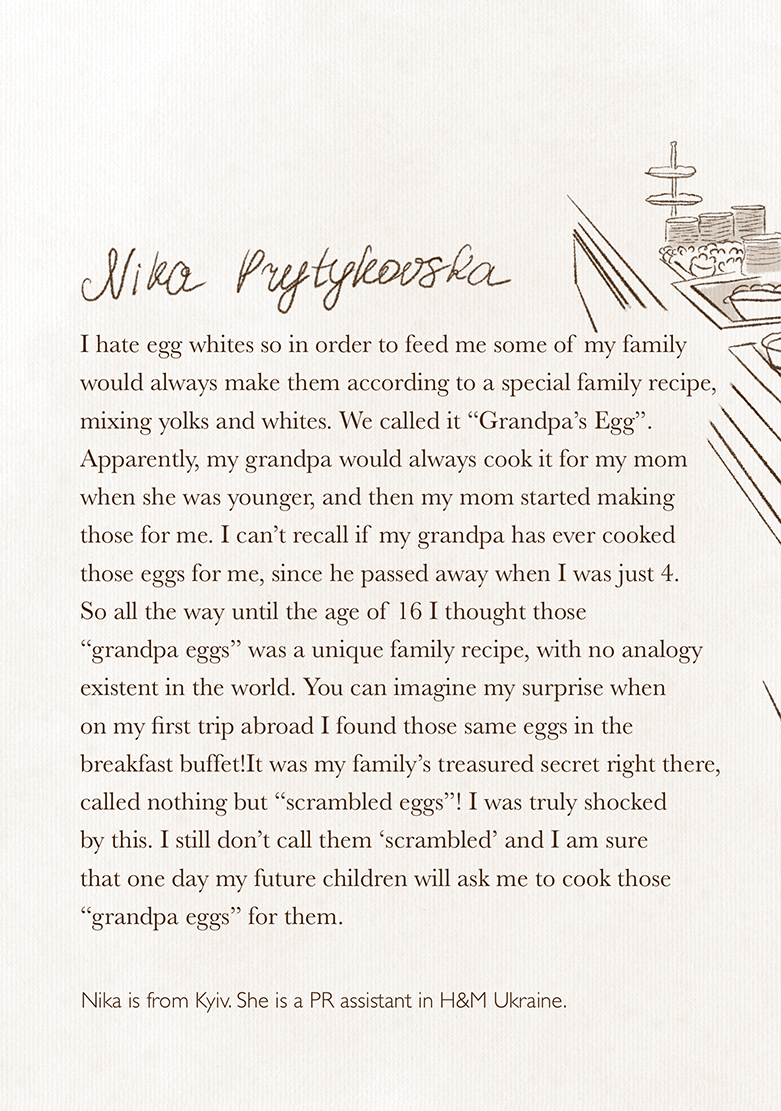 Nika Prytykovska
I hate egg whites so in order to feed me some of my family
would always make them according to a special family recipe,
mixing yolks and whites. We called it “Grandpa’s Egg”.
Apparently, my grandpa would always cook it for my mom
when she was younger, and then my mom started making
those for me. I can’t recall if my grandpa has ever cooked
those eggs for me, since he passed away when I was just 4.
So all the way until the age of 16 I thought those
“grandpa eggs” was a unique family recipe, with no analogy
existent in the world. You can imagine my surprise when
on my first trip abroad I found those same eggs in the
breakfast buffet!It was my family’s treasured secret right there,
called nothing but “scrambled eggs”! I was truly shocked
by this. I still don’t call them ‘scrambled’ and I am sure
that one day my future children will ask me to cook those
“grandpa eggs” for them.
Nika is from Kyiv. She is a PR assistant in H&M Ukraine.